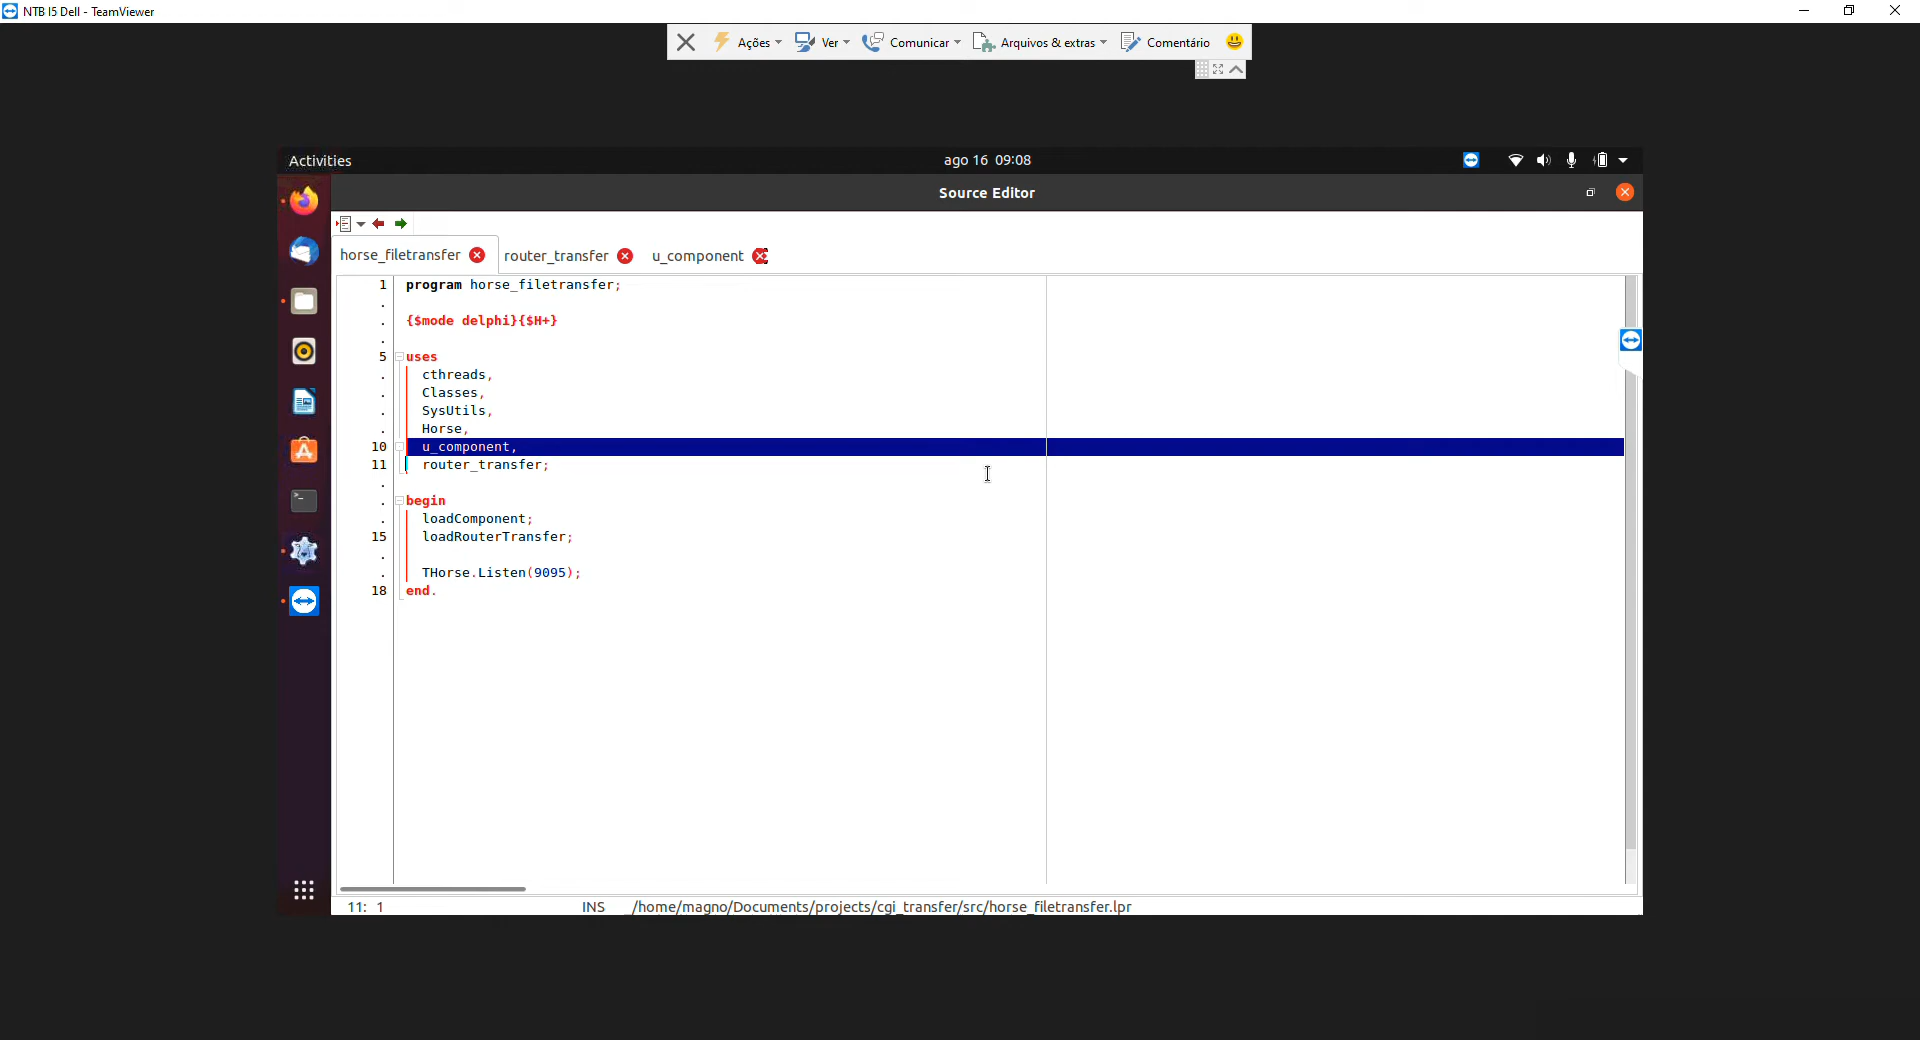 NTB I5 Dell - TeamViewer
Ações Ver Comunicar Arquivos & extras Comentário
Activities ago 16 09:08
Source Editor
horse_filetransfer router_transfer u_component
1 program horse_filetransfer;
.
. {$mode delphi}{$H+}
.
5 uses
. cthreads,
. Classes,
. SysUtils,
. Horse,
10 u_component,
11 router_transfer;
.
. begin
. loadComponent;
15 loadRouterTransfer;
.
. THorse.Listen(9095);
18 end.
11: 1 INS /home/magno/Documents/projects/cgi_transfer/src/horse_filetransfer.lpr